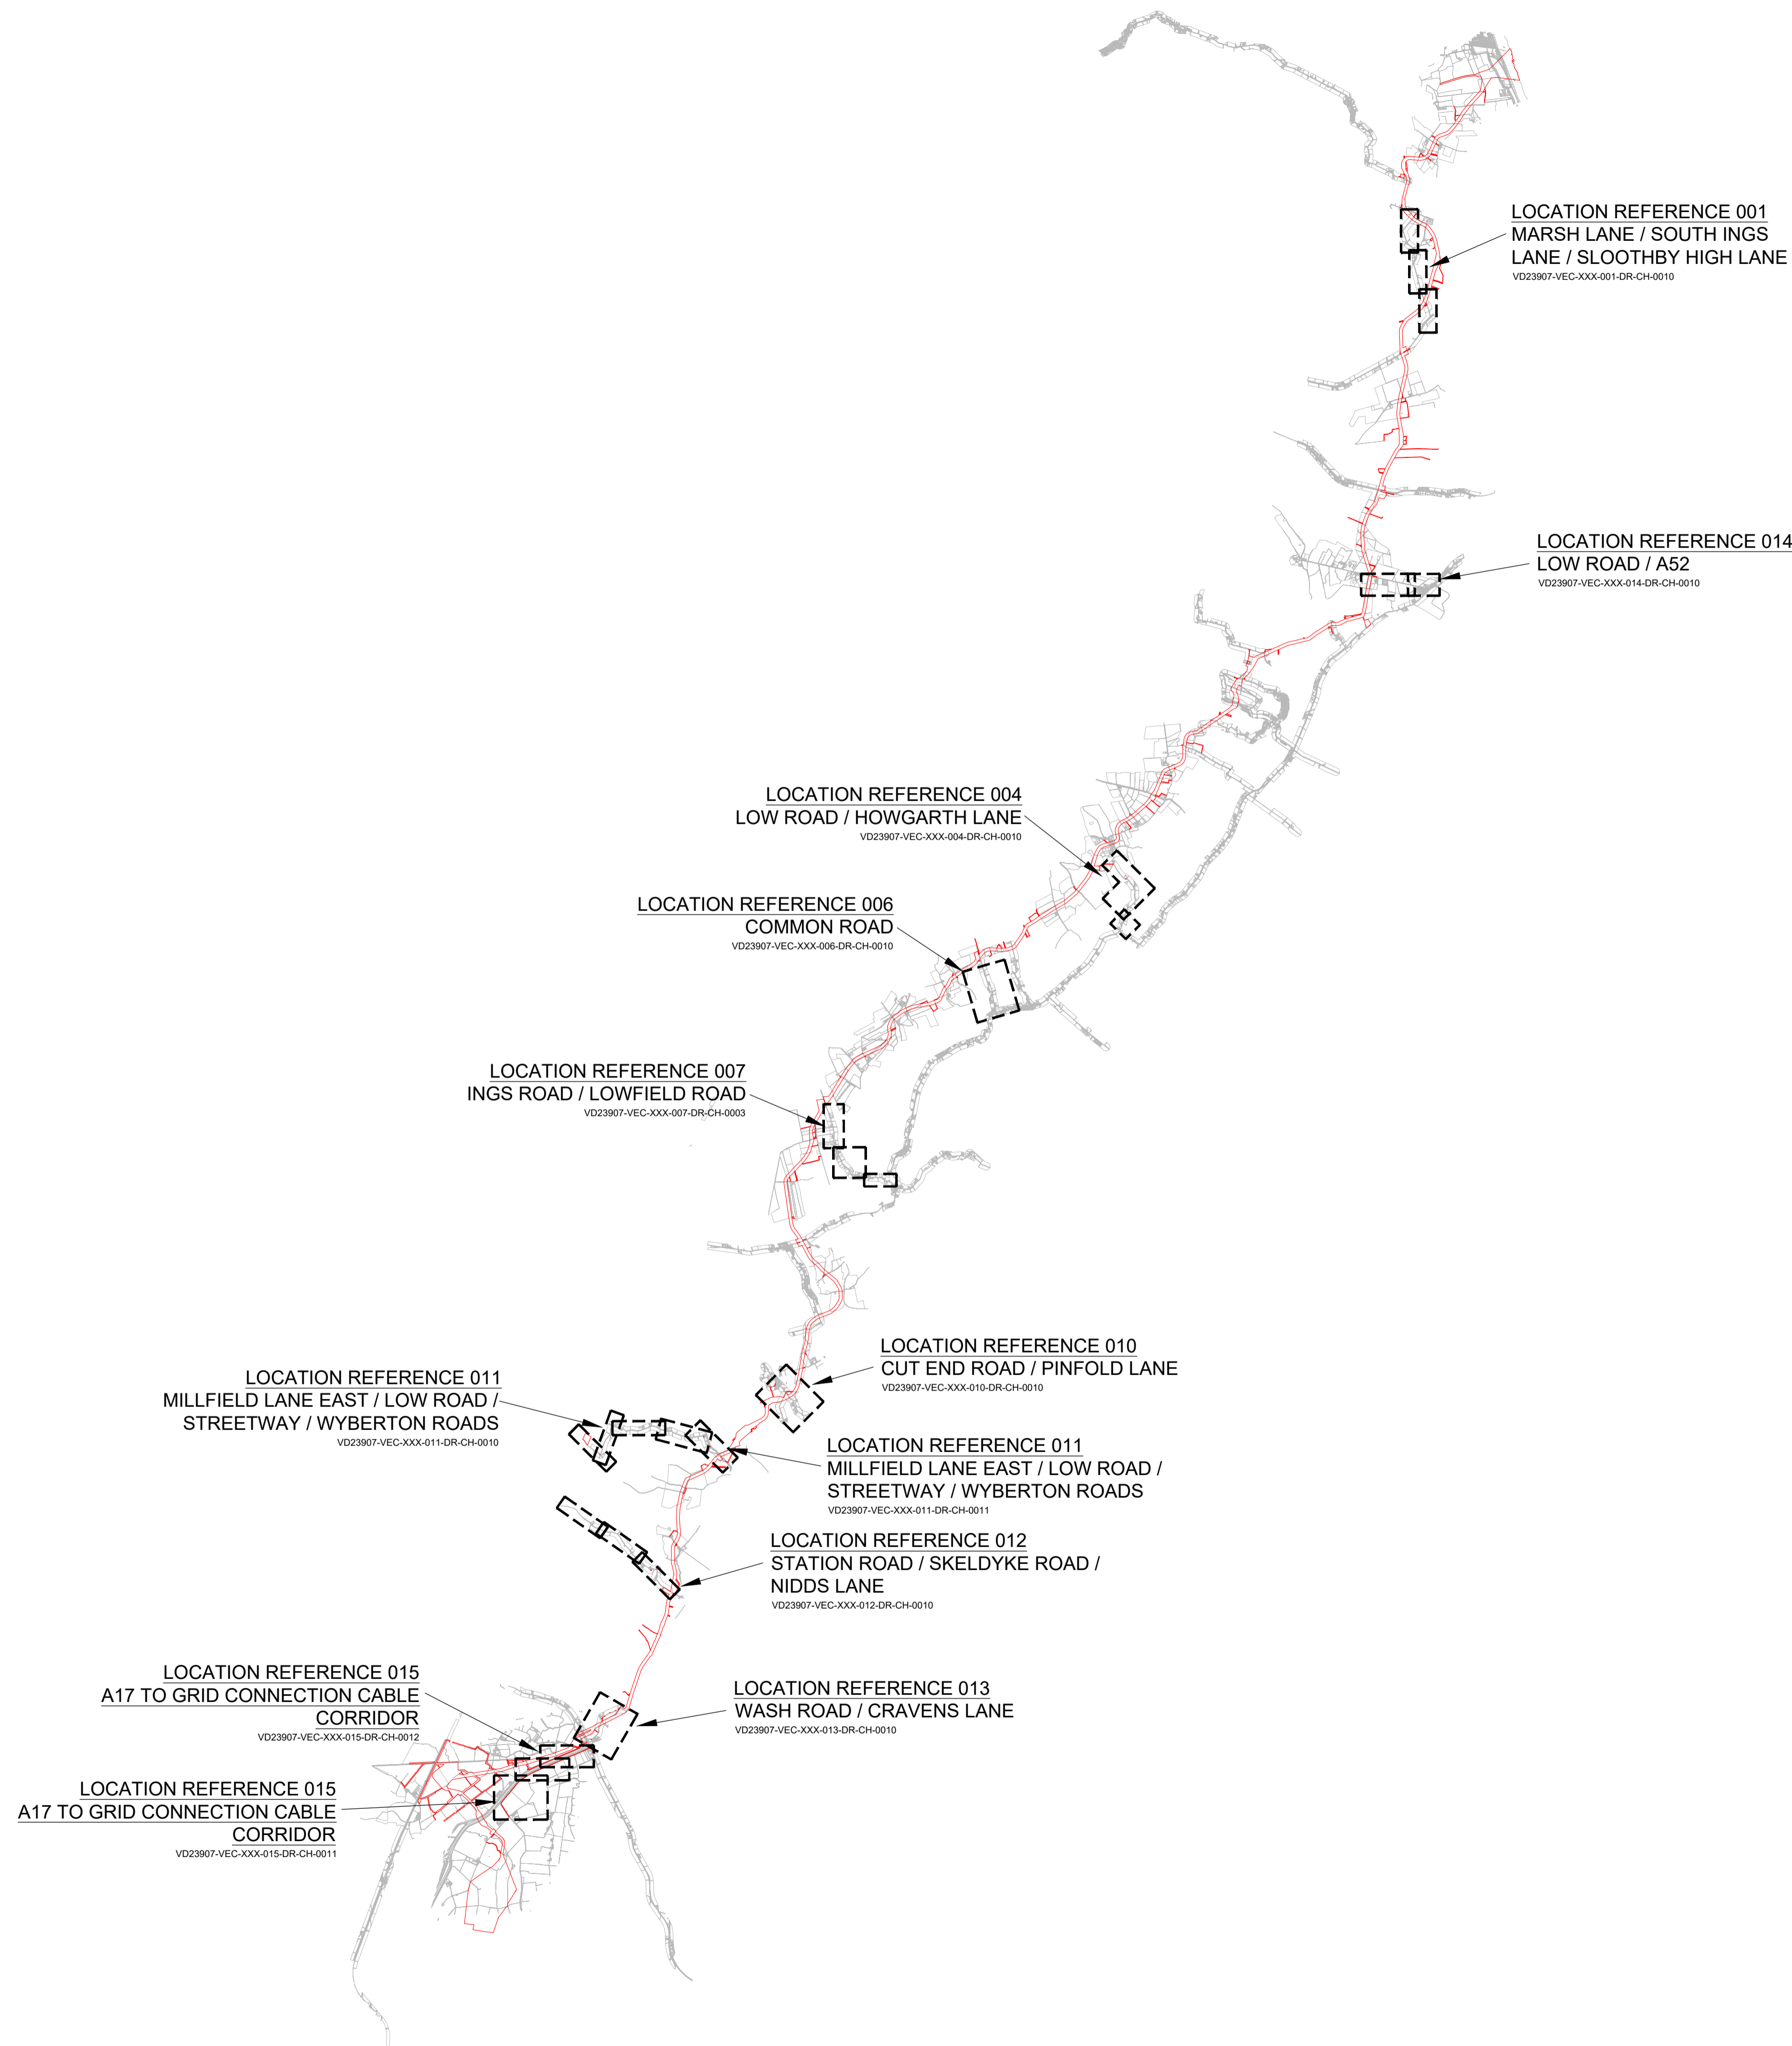 LOCATION REFERENCE 001
MARSH LANE / SOUTH INGS
LANE / SLOOTHBY HIGH LANE
VD23907-VEC-XXX-001-DR-CH-0010
LOCATION REFERENCE 014
LOW ROAD / A52
VD23907-VEC-XXX-014-DR-CH-0010
LOCATION REFERENCE 004
LOW ROAD / HOWGARTH LANE
VD23907-VEC-XXX-004-DR-CH-0010
LOCATION REFERENCE 006
COMMON ROAD
VD23907-VEC-XXX-006-DR-CH-0010
LOCATION REFERENCE 007
INGS ROAD / LOWFIELD ROAD
VD23907-VEC-XXX-007-DR-CH-0003
LOCATION REFERENCE 010
CUT END ROAD / PINFOLD LANE
VD23907-VEC-XXX-010-DR-CH-0010
LOCATION REFERENCE 011
MILLFIELD LANE EAST / LOW ROAD /
STREETWAY / WYBERTON ROADS
VD23907-VEC-XXX-011-DR-CH-0010
LOCATION REFERENCE 011
MILLFIELD LANE EAST / LOW ROAD /
STREETWAY / WYBERTON ROADS
VD23907-VEC-XXX-011-DR-CH-0011
LOCATION REFERENCE 012
STATION ROAD / SKELDYKE ROAD /
NIDDS LANE
VD23907-VEC-XXX-012-DR-CH-0010
LOCATION REFERENCE 015
A17 TO GRID CONNECTION CABLE
CORRIDOR
VD23907-VEC-XXX-015-DR-CH-0012
LOCATION REFERENCE 013
WASH ROAD / CRAVENS LANE
VD23907-VEC-XXX-013-DR-CH-0010
LOCATION REFERENCE 015
A17 TO GRID CONNECTION CABLE
CORRIDOR
VD23907-VEC-XXX-015-DR-CH-0011